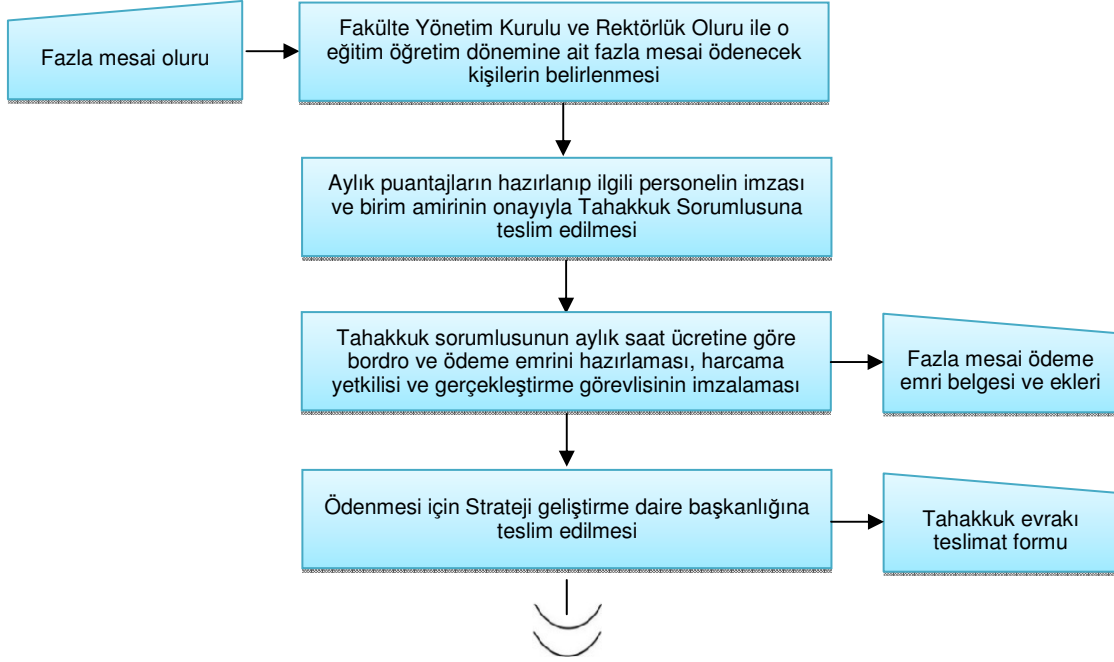 Fazla mesai oluru
Fakülte Yönetim Kurulu ve Rektörlük Oluru ile o
eğitim öğretim dönemine ait fazla mesai ödenecek
kişilerin belirlenmesi
Aylık puantajların hazırlanıp ilgili personelin imzası
ve birim amirinin onayıyla Tahakkuk Sorumlusuna
teslim edilmesi
Tahakkuk sorumlusunun aylık saat ücretine göre
bordro ve ödeme emrini hazırlaması, harcama
yetkilisi ve gerçekleştirme görevlisinin imzalaması
Fazla mesai ödeme
emri belgesi ve ekleri
Ödenmesi için Strateji geliştirme daire başkanlığına
teslim edilmesi
Tahakkuk evrakı
teslimat formu